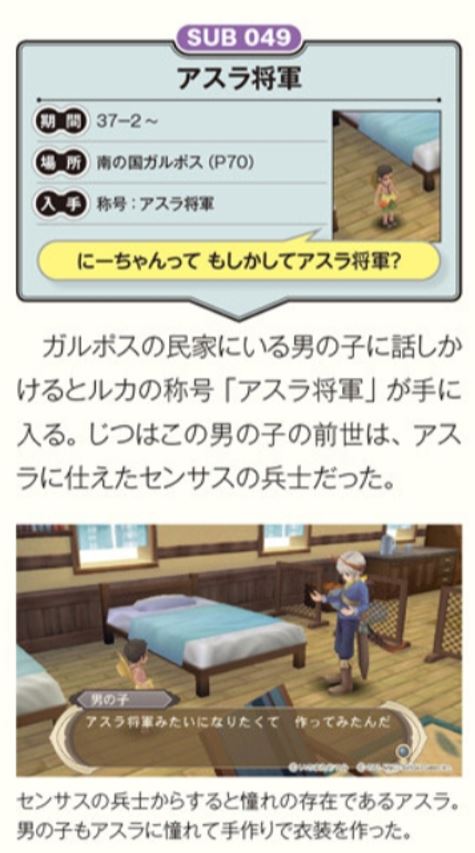 SUB 049
アスラ将軍
期間 37−2～
場所 南の国ガルポス（P70）
入手 称号：アスラ将軍
にーちゃんって もしかしてアスラ将軍？
　ガルポスの民家にいる男の子に話しか
けるとルカの称号「アスラ将軍」が手に
入る。じつはこの男の子の前世は、アス
ラに仕えたセンサスの兵士だった。
男の子
アスラ将軍みたいになりたくて　作ってみたんだ
センサスの兵士からすると憧れの存在であるアスラ。
男の子もアスラに憧れて手作りで衣装を作った。